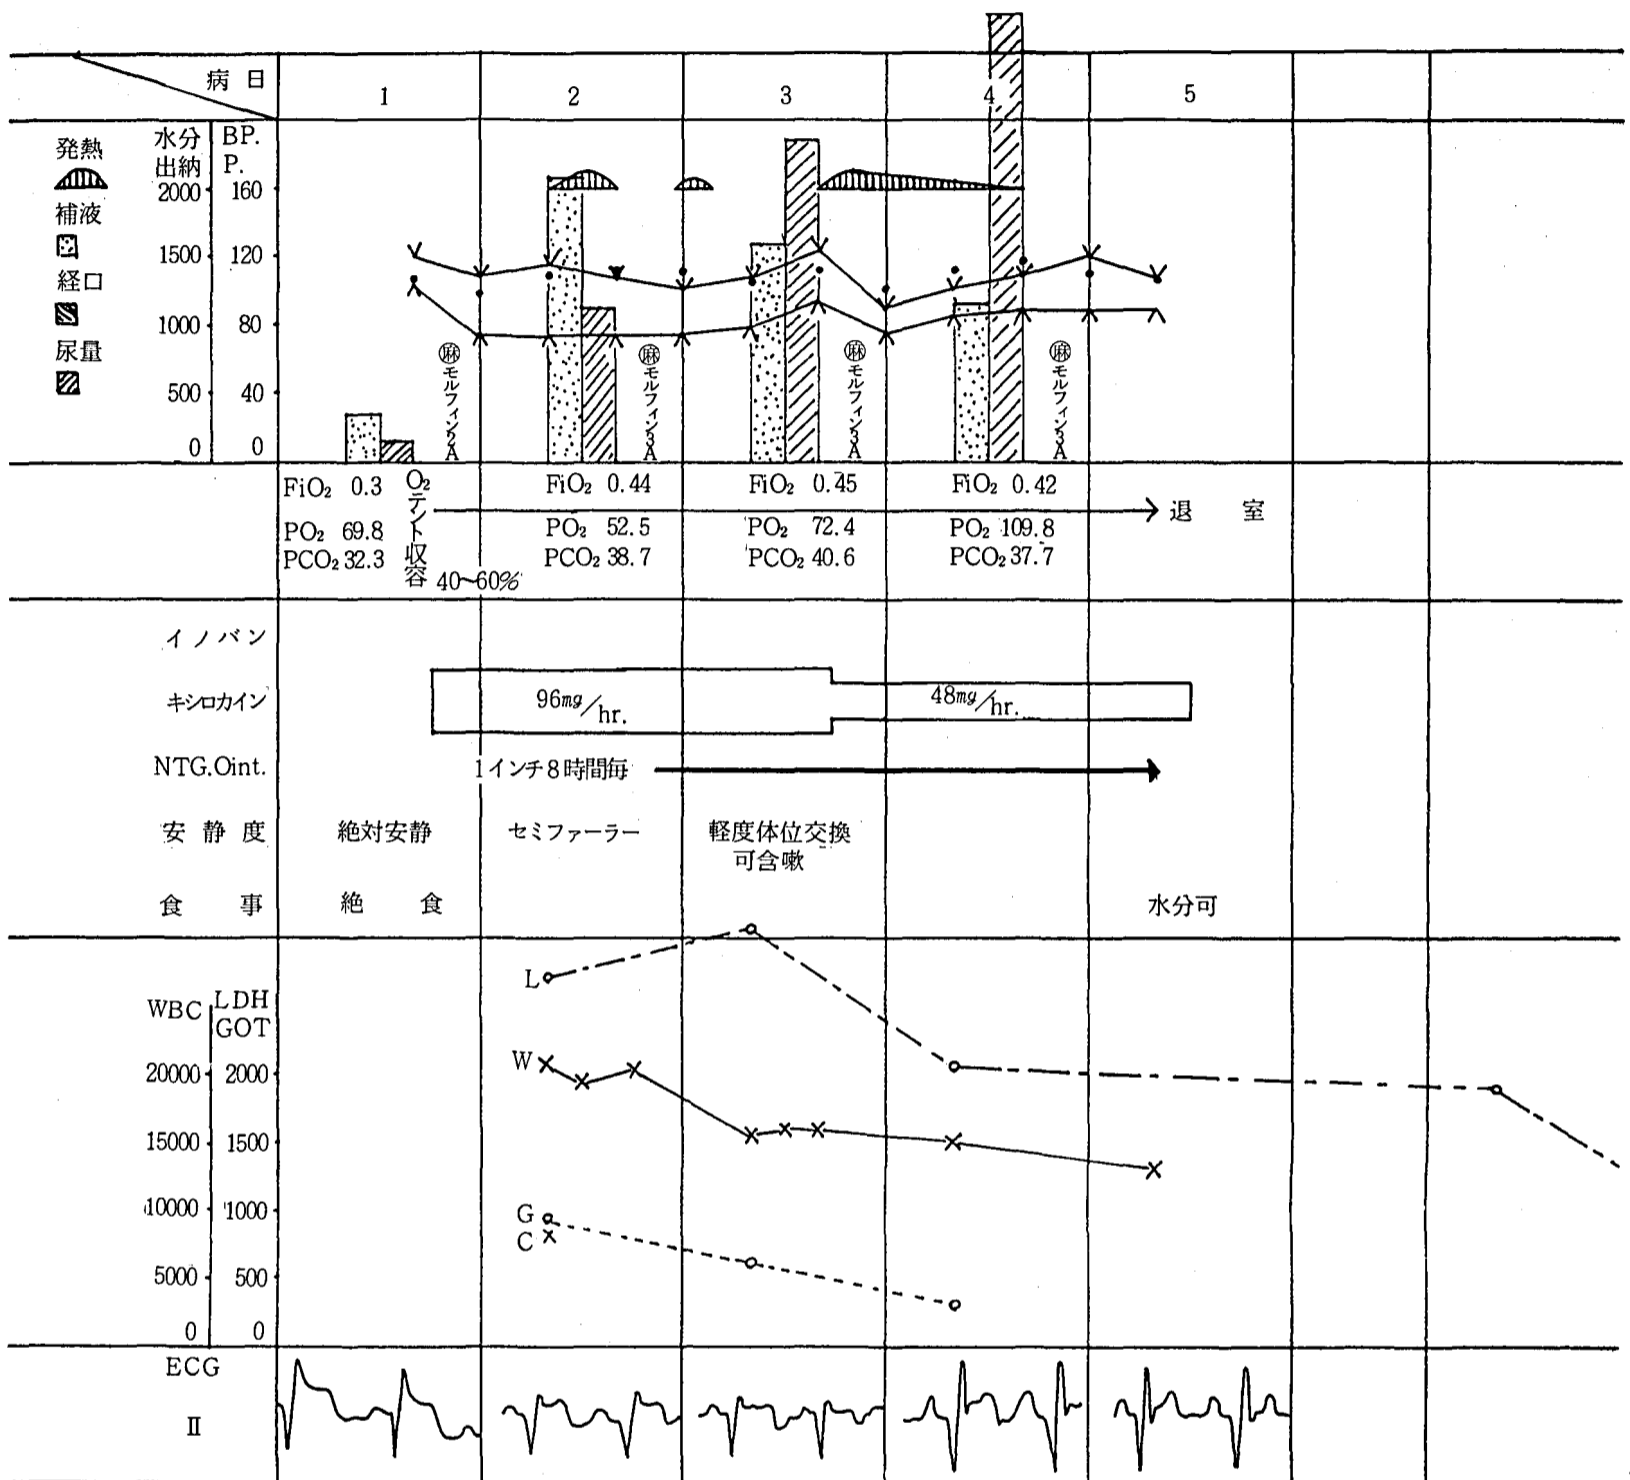 病日
1
2
3
4
5
発熱
補液
経口
尿量
水分
出納
2000
1500
1000
500
0
BP.
P.
160
120
80
40
0
麻モルフィン2A
麻モルフィン3A
麻モルフィン3A
麻モルフィン3A
FiO₂ 0.3
PO₂ 69.8
PCO₂ 32.3
O₂テント収容
40~60%
FiO₂ 0.44
PO₂ 52.5
PCO₂ 38.7
FiO₂ 0.45
PO₂ 72.4
PCO₂ 40.6
FiO₂ 0.42
PO₂ 109.8
PCO₂ 37.7
退 室
イノバン
キシロカイン
96mg/hr.
48mg/hr.
NTG.Oint.
1インチ8時間毎
安静度
絶対安静
セミファーラー
軽度体位交換
可含嗽
食 事
絶 食
水分可
WBC
20000
15000
10000
5000
0
LDH
GOT
2000
1500
1000
500
0
L
W
G
C
ECG
II